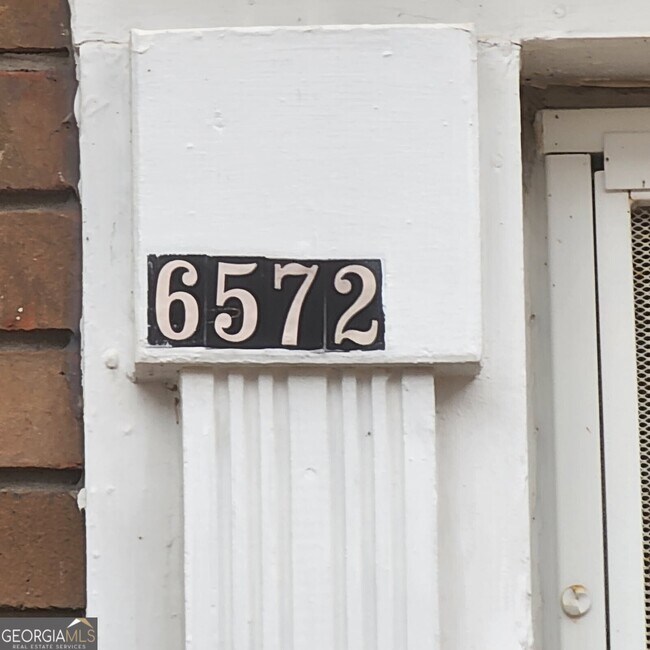 6572
GEORGIAMLS
REAL ESTATE SERVICES